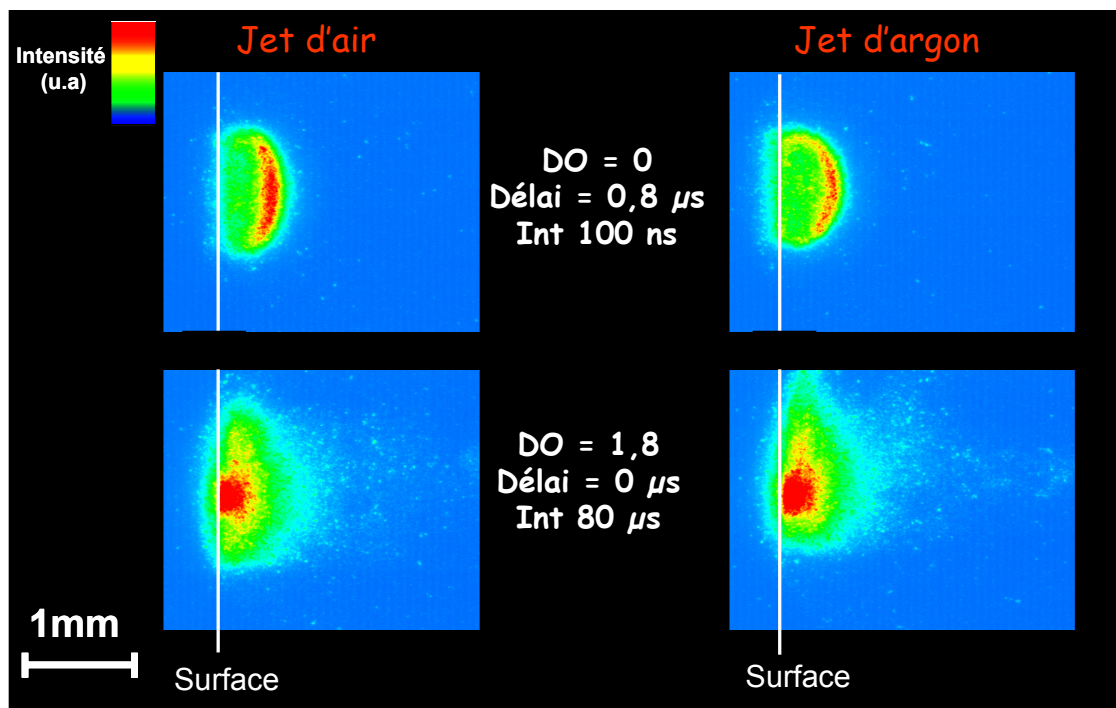 Jet d'air
Jet d'argon
Intensité
(u.a)
DO = 0
Délai = 0,8 µs
Int 100 ns
DO = 1,8
Délai = 0 µs
Int 80 µs
1mm
Surface
Surface